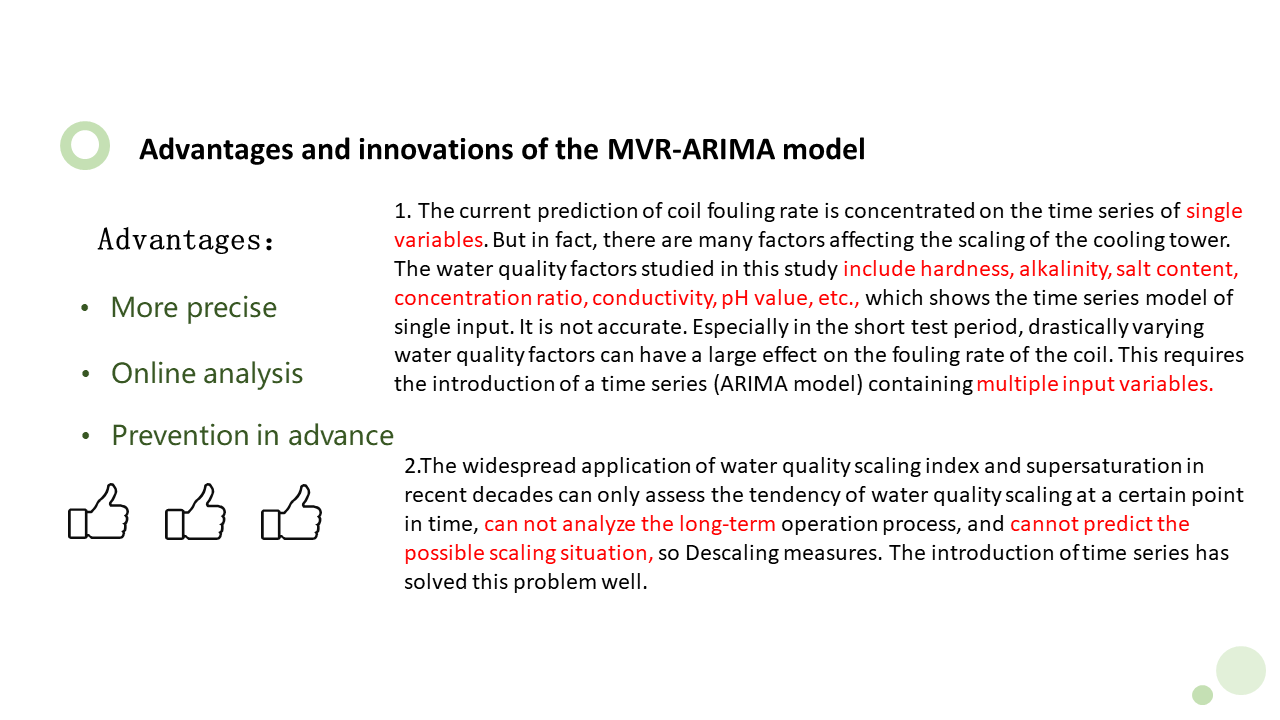 Advantages and innovations of the MVR-ARIMA model
Advantages：
• More precise
• Online analysis
• Prevention in advance
1. The current prediction of coil fouling rate is concentrated on the time series of single
variables. But in fact, there are many factors affecting the scaling of the cooling tower.
The water quality factors studied in this study include hardness, alkalinity, salt content,
concentration ratio, conductivity, pH value, etc., which shows the time series model of
single input. It is not accurate. Especially in the short test period, drastically varying
water quality factors can have a large effect on the fouling rate of the coil. This requires
the introduction of a time series (ARIMA model) containing multiple input variables.
2.The widespread application of water quality scaling index and supersaturation in
recent decades can only assess the tendency of water quality scaling at a certain point
in time, can not analyze the long-term operation process, and cannot predict the
possible scaling situation, so Descaling measures. The introduction of time series has
solved this problem well.